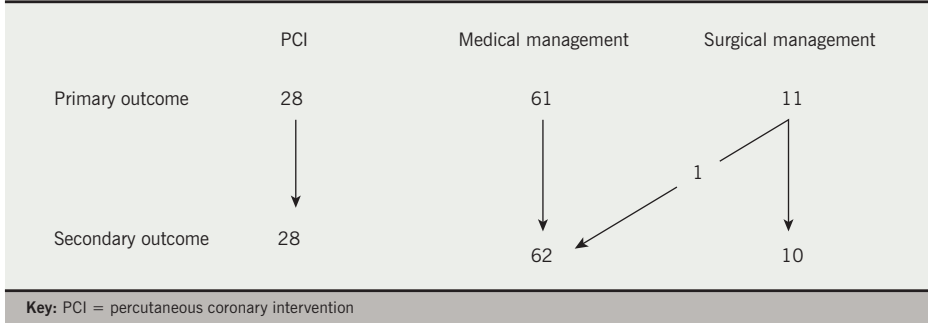 PCI Medical management Surgical management
Primary outcome 28 61 11
1
Secondary outcome 28 62 10
Key: PCI = percutaneous coronary intervention